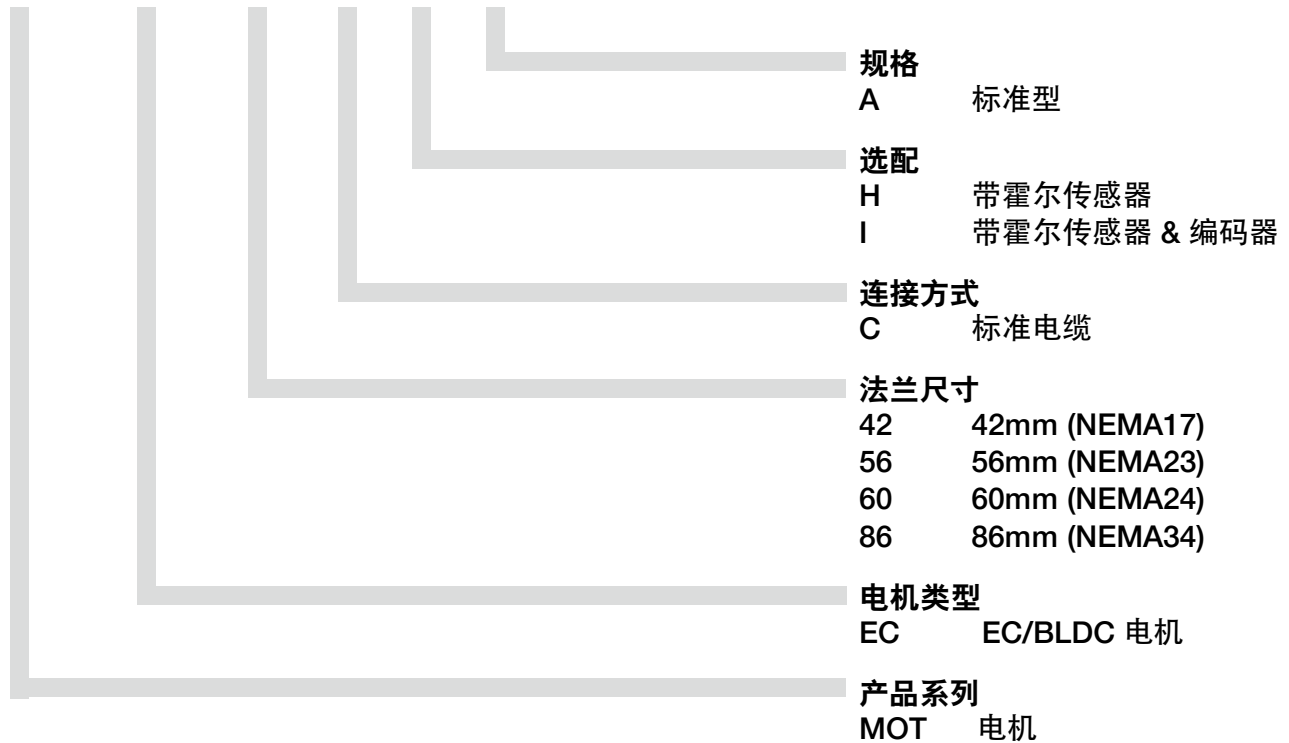 规格
A 标准型
选配
H 带霍尔传感器
I 带霍尔传感器 & 编码器
连接方式
C 标准电缆
法兰尺寸
42 42mm (NEMA17)
56 56mm (NEMA23)
60 60mm (NEMA24)
86 86mm (NEMA34)
电机类型
EC EC/BLDC 电机
产品系列
MOT 电机